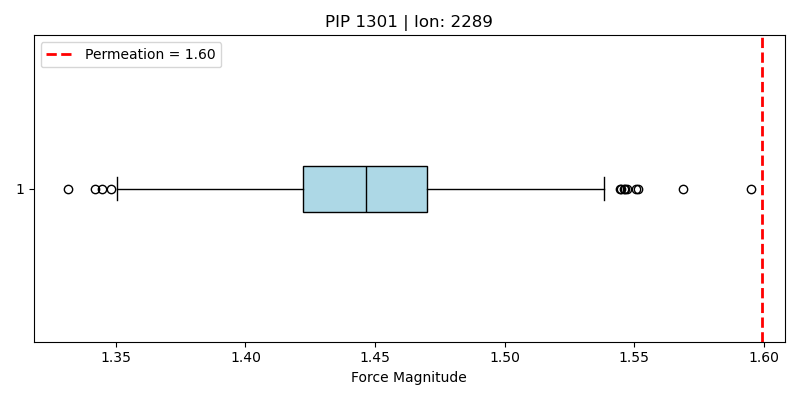 PIP 1301 | Ion: 2289
Permeation = 1.60
1
1.35 1.40 1.45 1.50 1.55 1.60
Force Magnitude